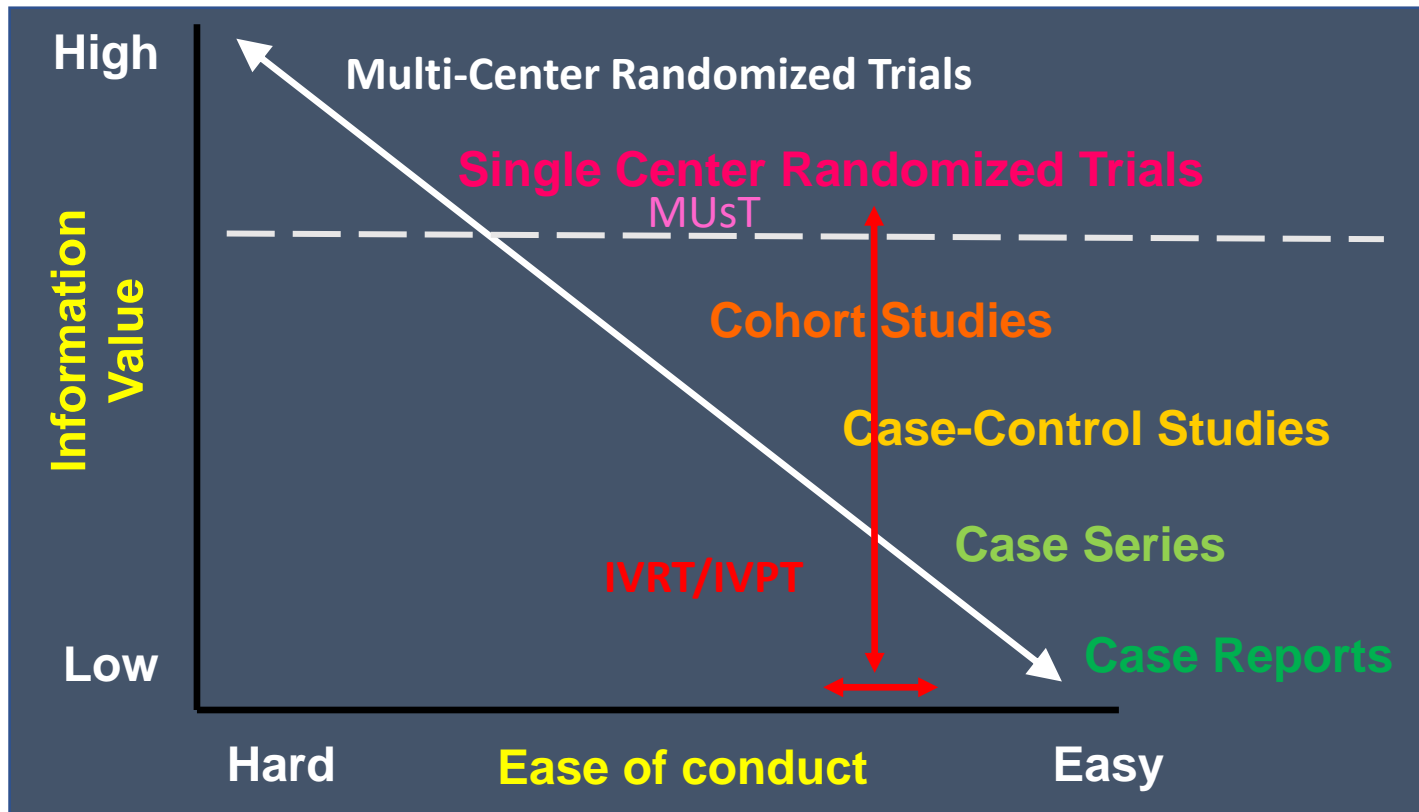 High
Multi-Center Randomized Trials
Single Center Randomized Trials
MUsT
Information
Value
Cohort Studies
Case-Control Studies
Case Series
IVRT/IVPT
Low
Case Reports
Hard
Ease of conduct
Easy